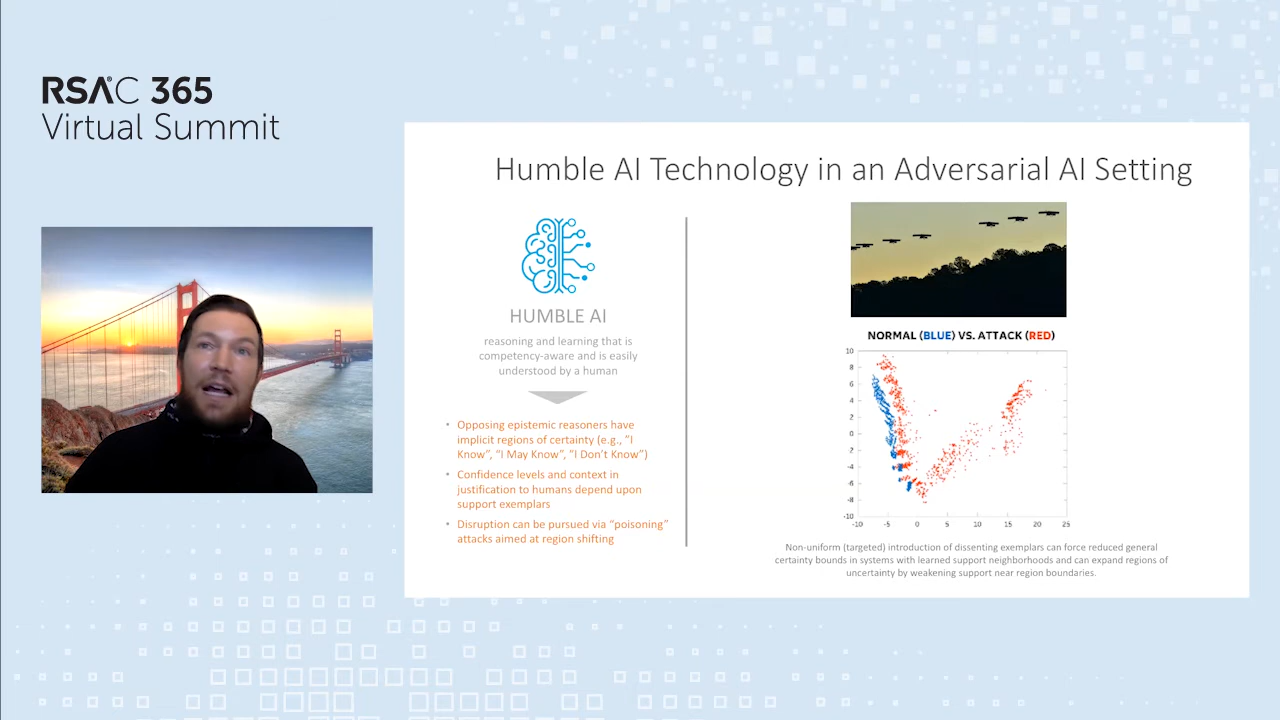 RSAC 365
Virtual Summit
Humble AI Technology in an Adversarial AI Setting
HUMBLE AI
reasoning and learning that is
competency-aware and is easily
understood by a human
• Opposing epistemic reasoners have
implicit regions of certainty (e.g., "I
Know", "I May Know", "I Don't Know")
• Confidence levels and context in
justification to humans depend upon
support exemplars
• Disruption can be pursued via "poisoning"
attacks aimed at region shifting
NORMAL (BLUE) VS. ATTACK (RED)
10
8
6
4
2
0
-2
-4
-6
-8
-10
-10 -5 0 5 10 15 20 25
Non-uniform (targeted) introduction of dissenting exemplars can force reduced general
certainty bounds in systems with learned support neighborhoods and can expand regions of
uncertainty by weakening support near region boundaries.